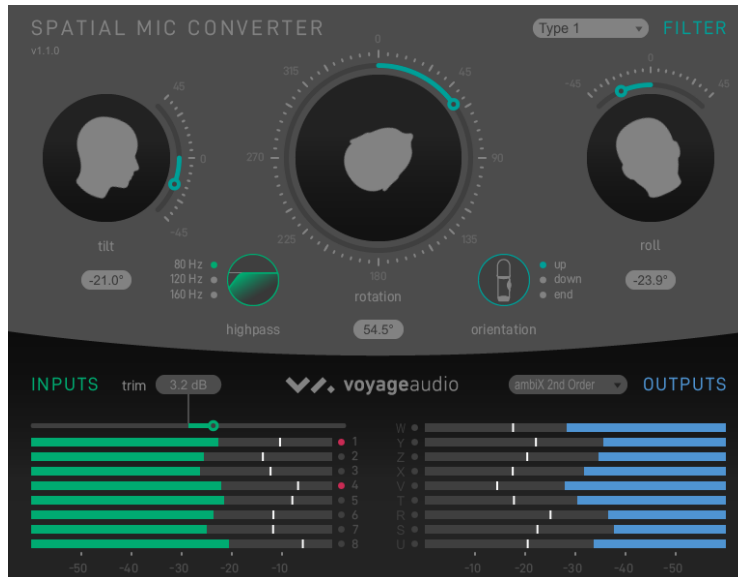 SPATIAL MIC CONVERTER
v1.1.0
Type 1
FILTER
45
0
-45
tilt
-21.0°
0
45
90
135
180
225
270
315
rotation
54.5°
-45
0
45
roll
-23.9°
80 Hz
120 Hz
160 Hz
highpass
up
down
end
orientation
INPUTS
trim
3.2 dB
voyageaudio
ambiX 2nd Order
OUTPUTS
1
2
3
4
5
6
7
8
-50 -40 -30 -20 -10
W
Y
Z
X
V
T
R
S
U
-10 -20 -30 -40 -50